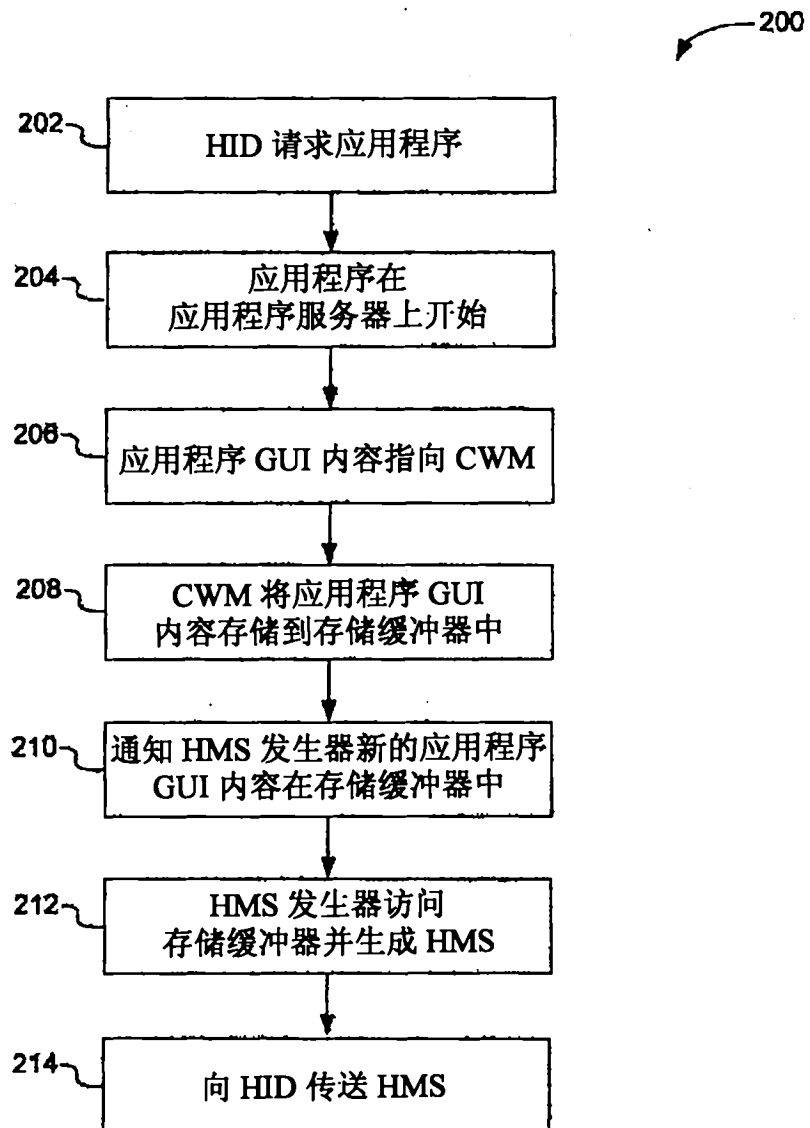 200
202
HID 请求应用程序
204
应用程序在
应用程序服务器上开始
206
应用程序 GUI 内容指向 CWM
208
CWM 将应用程序 GUI
内容存储到存储缓冲器中
210
通知 HMS 发生器新的应用程序
GUI 内容在存储缓冲器中
212
HMS 发生器访问
存储缓冲器并生成 HMS
214
向 HID 传送 HMS